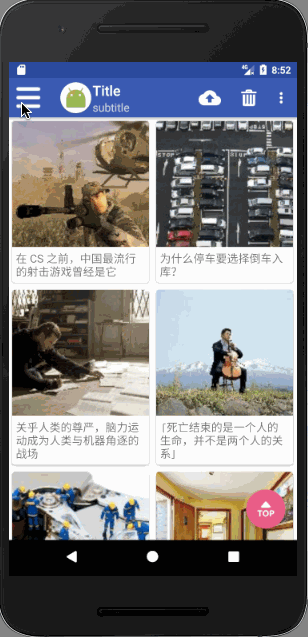 4G 8:52
Title
subtitle
在 CS 之前，中国最流行
的射击游戏曾经是它
为什么停车要选择倒车入
库？
关乎人类的尊严，脑力运
动成为人类与机器角逐的
战场
「死亡结束的是一个人的
生命，并不是两个人的关
系」
TOP